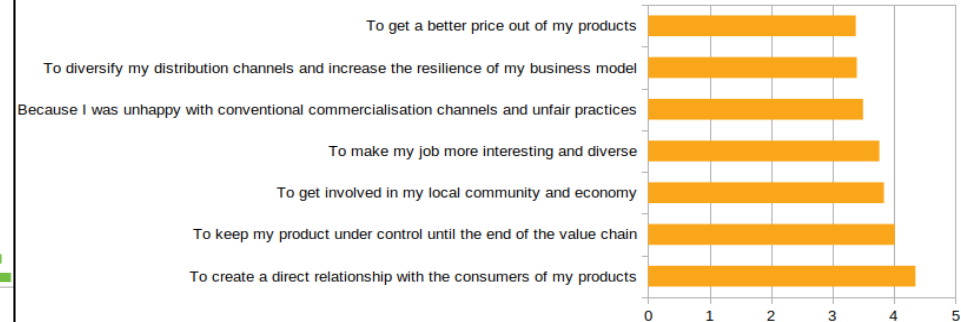 To get a better price out of my products
To diversify my distribution channels and increase the resilience of my business model
Because I was unhappy with conventional commercialisation channels and unfair practices
To make my job more interesting and diverse
To get involved in my local community and economy
To keep my product under control until the end of the value chain
To create a direct relationship with the consumers of my products
0 1 2 3 4 5